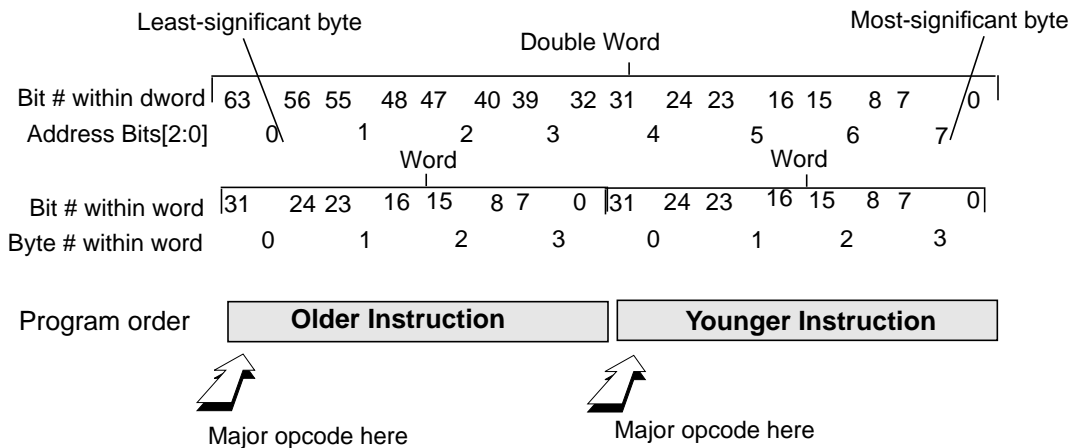 Least-significant byte
Most-significant byte
Double Word
Bit # within dword 63 56 55 48 47 40 39 32 31 24 23 16 15 8 7 0
Address Bits[2:0] 0 1 2 3 4 5 6 7
Word Word
Bit # within word 31 24 23 16 15 8 7 0 31 24 23 16 15 8 7 0
Byte # within word 0 1 2 3 0 1 2 3
Program order Older Instruction Younger Instruction
Major opcode here Major opcode here